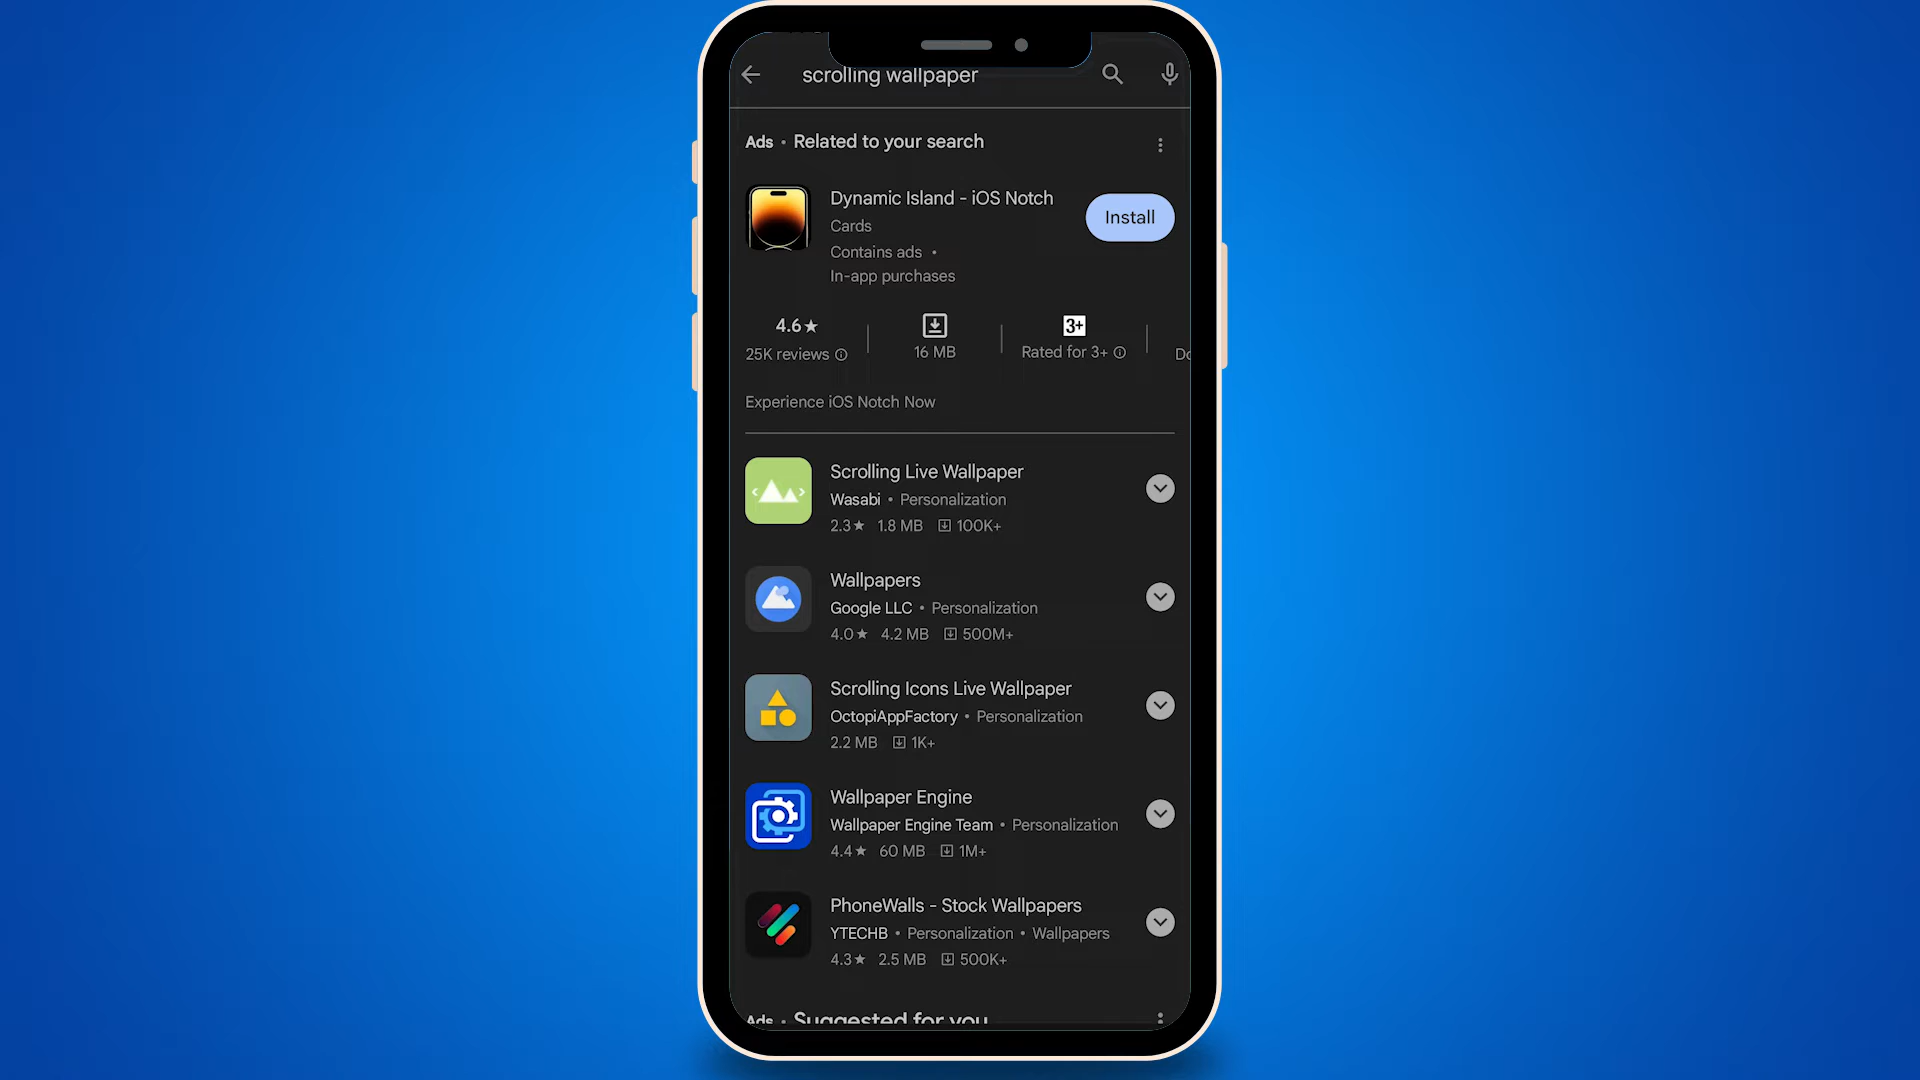 scrolling wallpaper
Ads • Related to your search
Dynamic Island - iOS Notch
Cards
Contains ads •
In-app purchases
Install
4.6★
25K reviews
16 MB
3+
Rated for 3+
Do
Experience iOS Notch Now
Scrolling Live Wallpaper
Wasabi • Personalization
2.3★ 1.8 MB 100K+
Wallpapers
Google LLC • Personalization
4.0★ 4.2 MB 500M+
Scrolling Icons Live Wallpaper
OctopiAppFactory • Personalization
2.2 MB 1K+
Wallpaper Engine
Wallpaper Engine Team • Personalization
4.4★ 60 MB 1M+
PhoneWalls - Stock Wallpapers
YTECHB • Personalization • Wallpapers
4.3★ 2.5 MB 500K+
Ads • Suggested for you